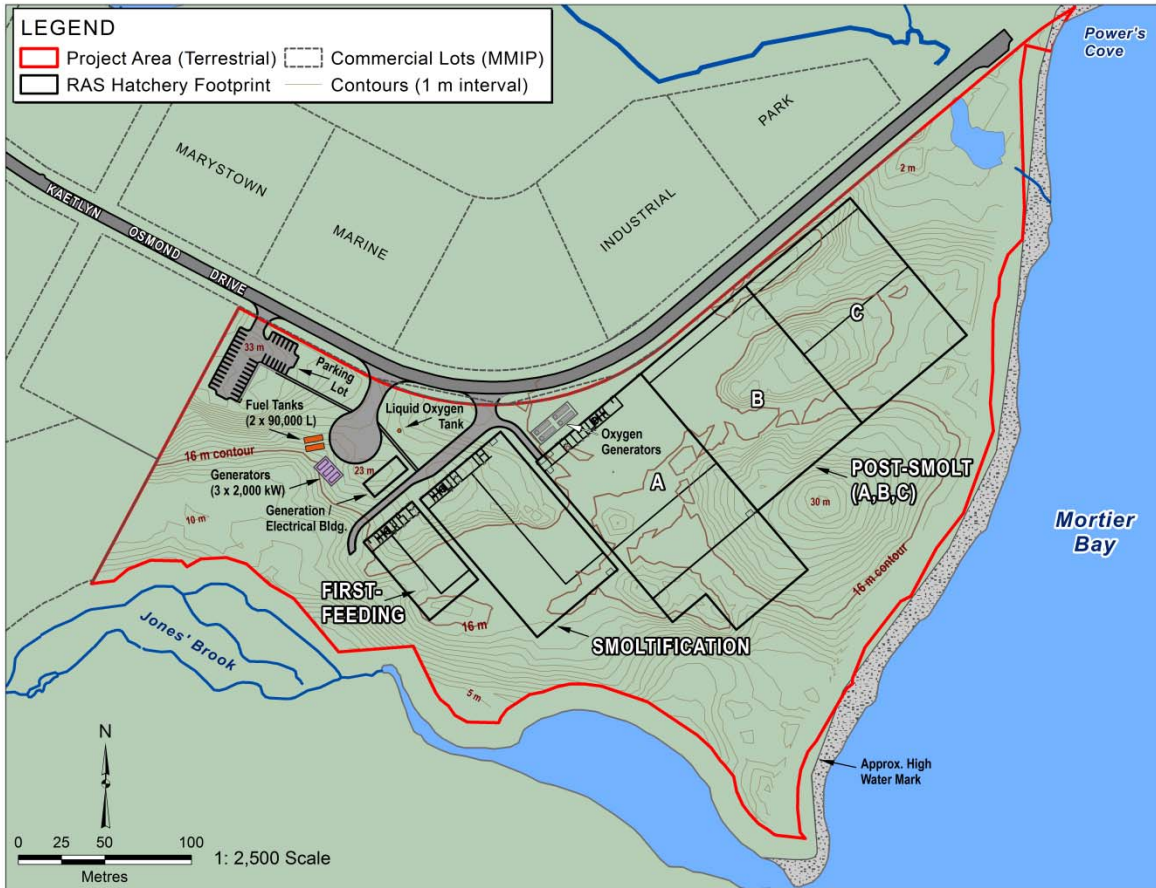 LEGEND
Project Area (Terrestrial)
Commercial Lots (MMIP)
RAS Hatchery Footprint
Contours (1 m interval)
Power's
Cove
PARK
MARYSTOWN
INDUSTRIAL
MARINE
2 m
KAETLYN OSMOND DRIVE
33 m
Parking
Lot
Fuel Tanks
(2 x 90,000 L)
Liquid Oxygen
Tank
C
B
A
Oxygen
Generators
16 m contour
23 m
Generators
(3 x 2,000 kW)
Generation /
Electrical Bldg.
10 m
POST-SMOLT
(A,B,C)
30 m
Mortier
Bay
16 m contour
FIRST-
FEEDING
16 m
SMOLTIFICATION
Jones' Brook
5 m
Approx. High
Water Mark
N
0 25 50 100
Metres
1: 2,500 Scale